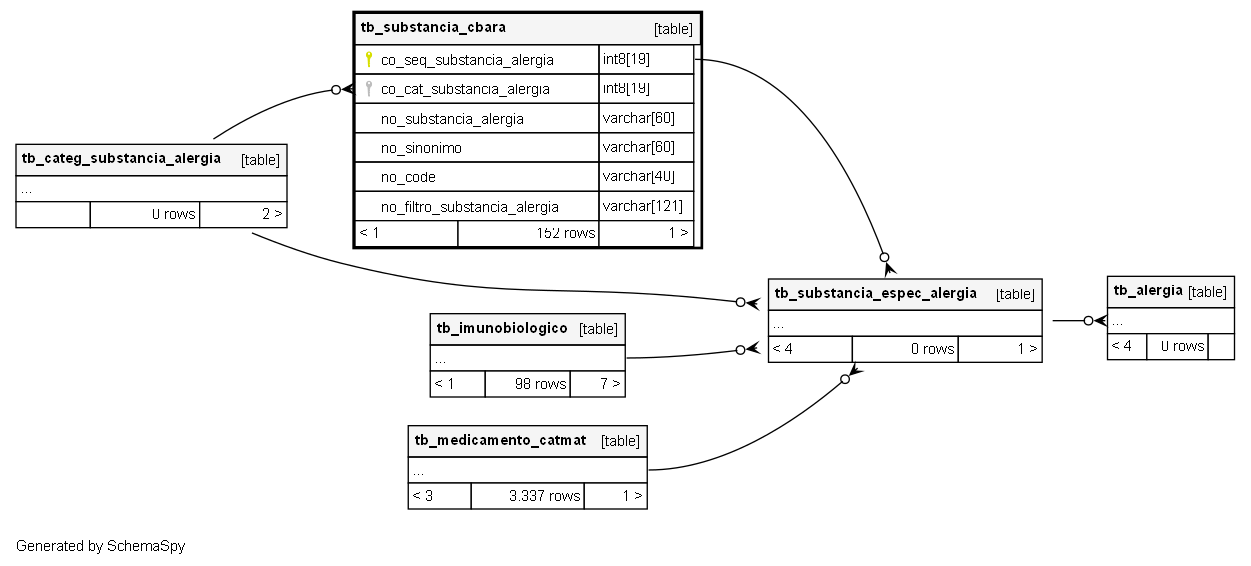 tb_substancia_cbara [table]
co_seq_substancia_alergia int8[19]
co_cat_substancia_alergia int8[19]
no_substancia_alergia varchar[60]
no_sinonimo varchar[60]
no_code varchar[40]
no_filtro_substancia_alergia varchar[121]
< 1 152 rows 1 >
tb_categ_substancia_alergia [table]
...
0 rows 2 >
tb_substancia_espec_alergia [table]
...
< 4 0 rows 1 >
tb_alergia [table]
...
< 4 0 rows
tb_imunobiologico [table]
...
< 1 98 rows 7 >
tb_medicamento_catmat [table]
...
< 3 3.337 rows 1 >
Generated by SchemaSpy